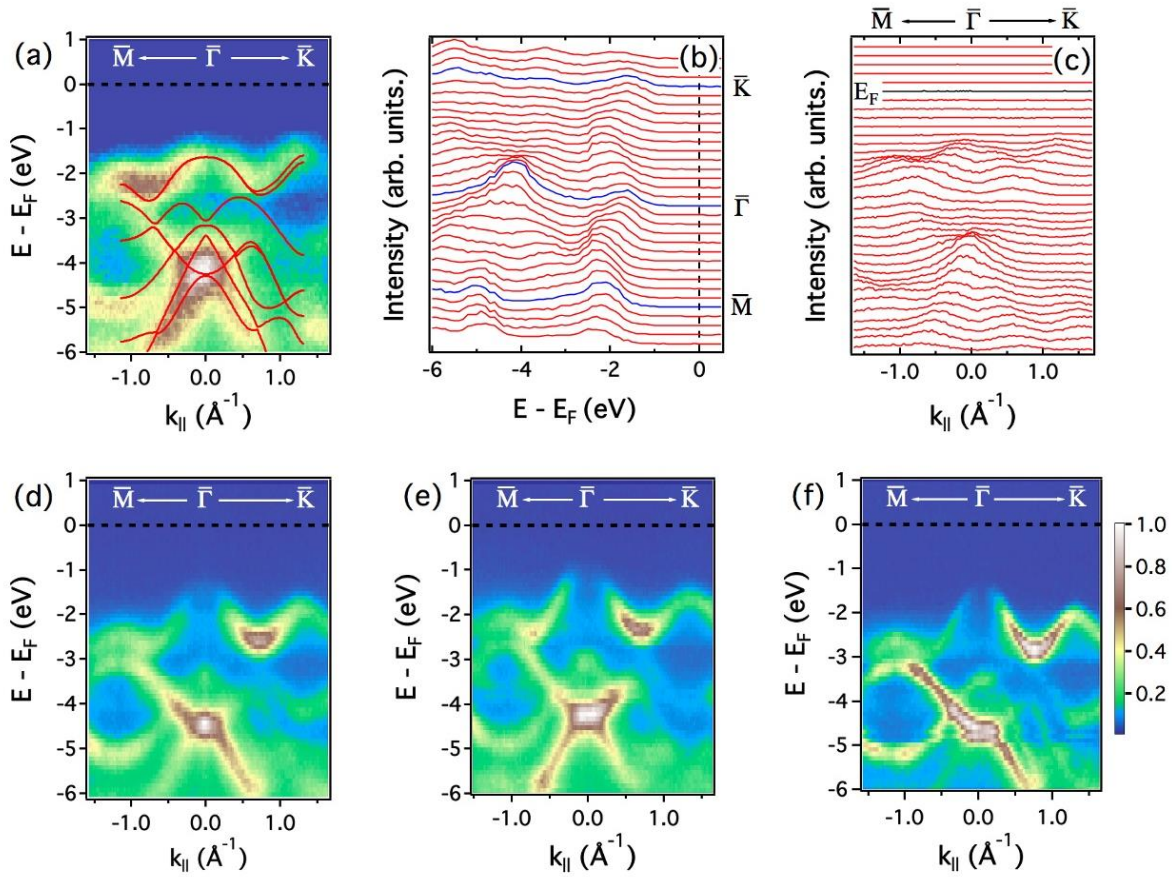 (a)
M̄ Γ̄ K̄
1
0
-1
-2
-3
-4
-5
-6
E - E_F (eV)
-1.0 0.0 1.0
k_|| (Å⁻¹)
(b)
K̄
Γ̄
M̄
Intensity (arb. units.)
-6 -4 -2 0
E - E_F (eV)
M̄ Γ̄ K̄
(c)
E_F
Intensity (arb. units.)
-1.0 0.0 1.0
k_|| (Å⁻¹)
(d)
M̄ Γ̄ K̄
1
0
-1
-2
-3
-4
-5
-6
E - E_F (eV)
-1.0 0.0 1.0
k_|| (Å⁻¹)
(e)
M̄ Γ̄ K̄
1
0
-1
-2
-3
-4
-5
-6
E - E_F (eV)
-1.0 0.0 1.0
k_|| (Å⁻¹)
(f)
M̄ Γ̄ K̄
1
0
-1
-2
-3
-4
-5
-6
E - E_F (eV)
-1.0 0.0 1.0
k_|| (Å⁻¹)
1.0
0.8
0.6
0.4
0.2